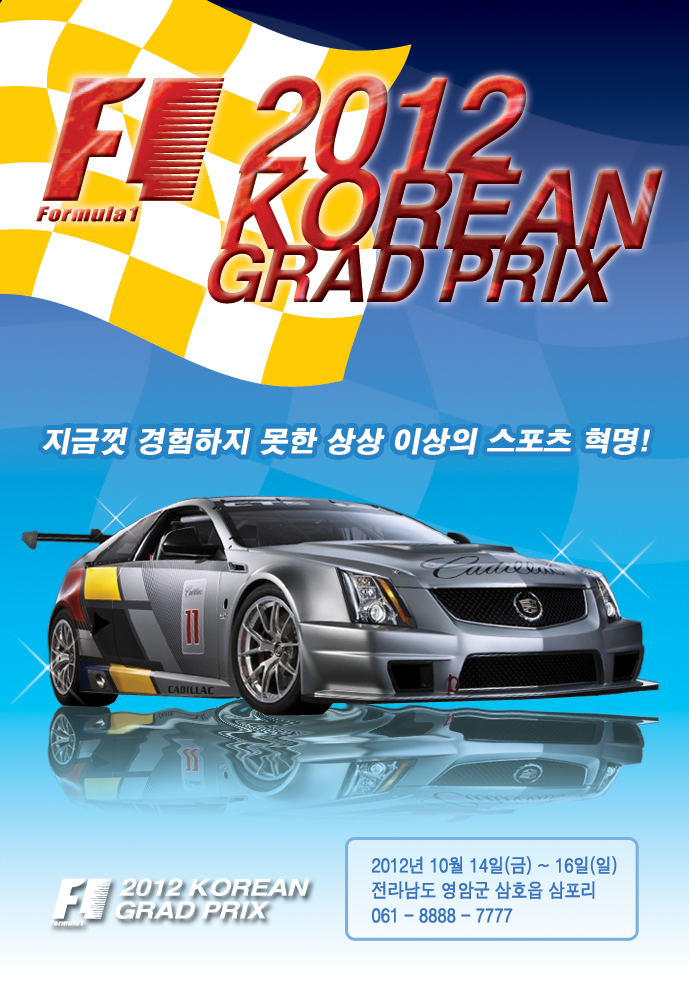 F1
Formula1
2012
KOREAN
GRAD PRIX
지금껏 경험하지 못한 상상 이상의 스포츠 혁명!
Cadillac
Cadillac
11
CADILLAC
F1
Formula1
2012 KOREAN
GRAD PRIX
2012년 10월 14일(금) ~ 16일(일)
전라남도 영암군 삼호읍 삼포리
061 – 8888 – 7777